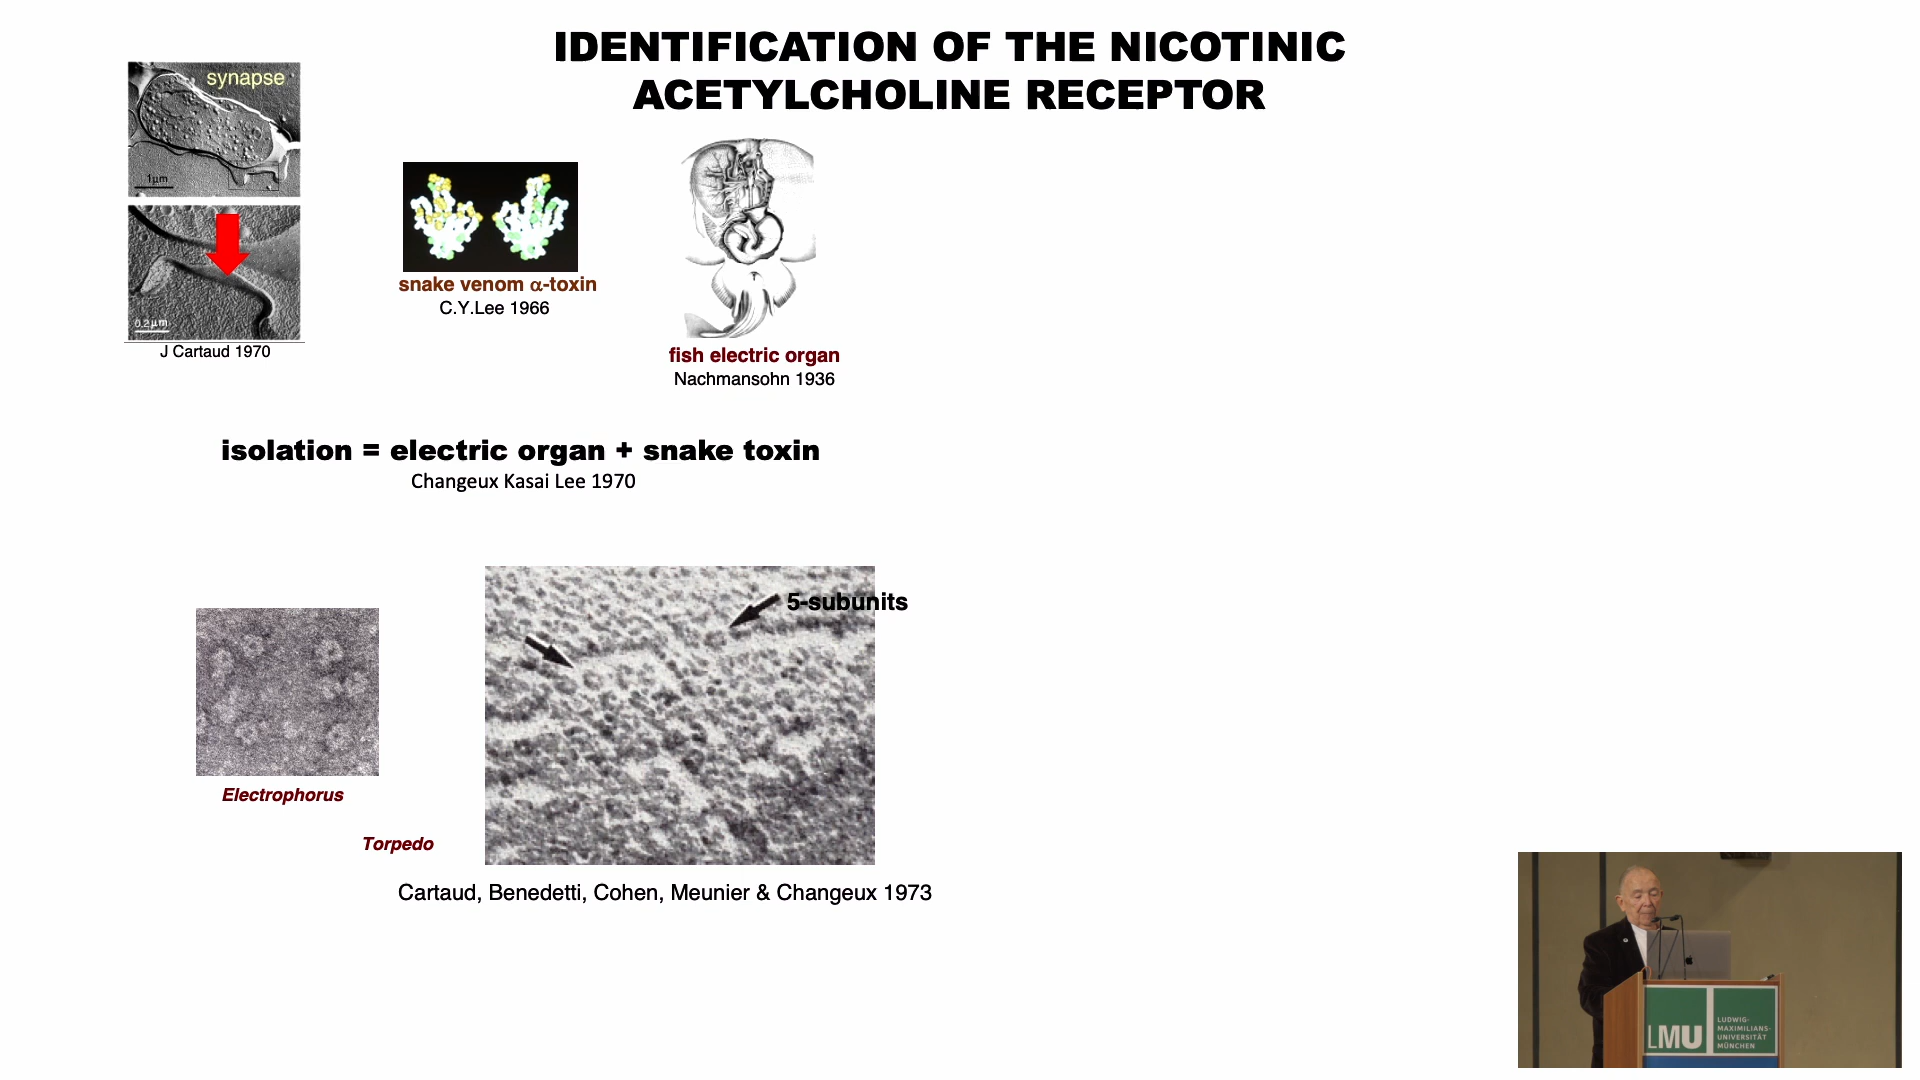 IDENTIFICATION OF THE NICOTINIC
ACETYLCHOLINE RECEPTOR
synapse
1µm
0.2µm
J Cartaud 1970
snake venom α-toxin
C.Y.Lee 1966
fish electric organ
Nachmansohn 1936
isolation = electric organ + snake toxin
Changeux Kasai Lee 1970
5-subunits
Electrophorus
Torpedo
Cartaud, Benedetti, Cohen, Meunier & Changeux 1973
LMU
LUDWIG-
MAXIMILIANS-
UNIVERSITÄT
MÜNCHEN